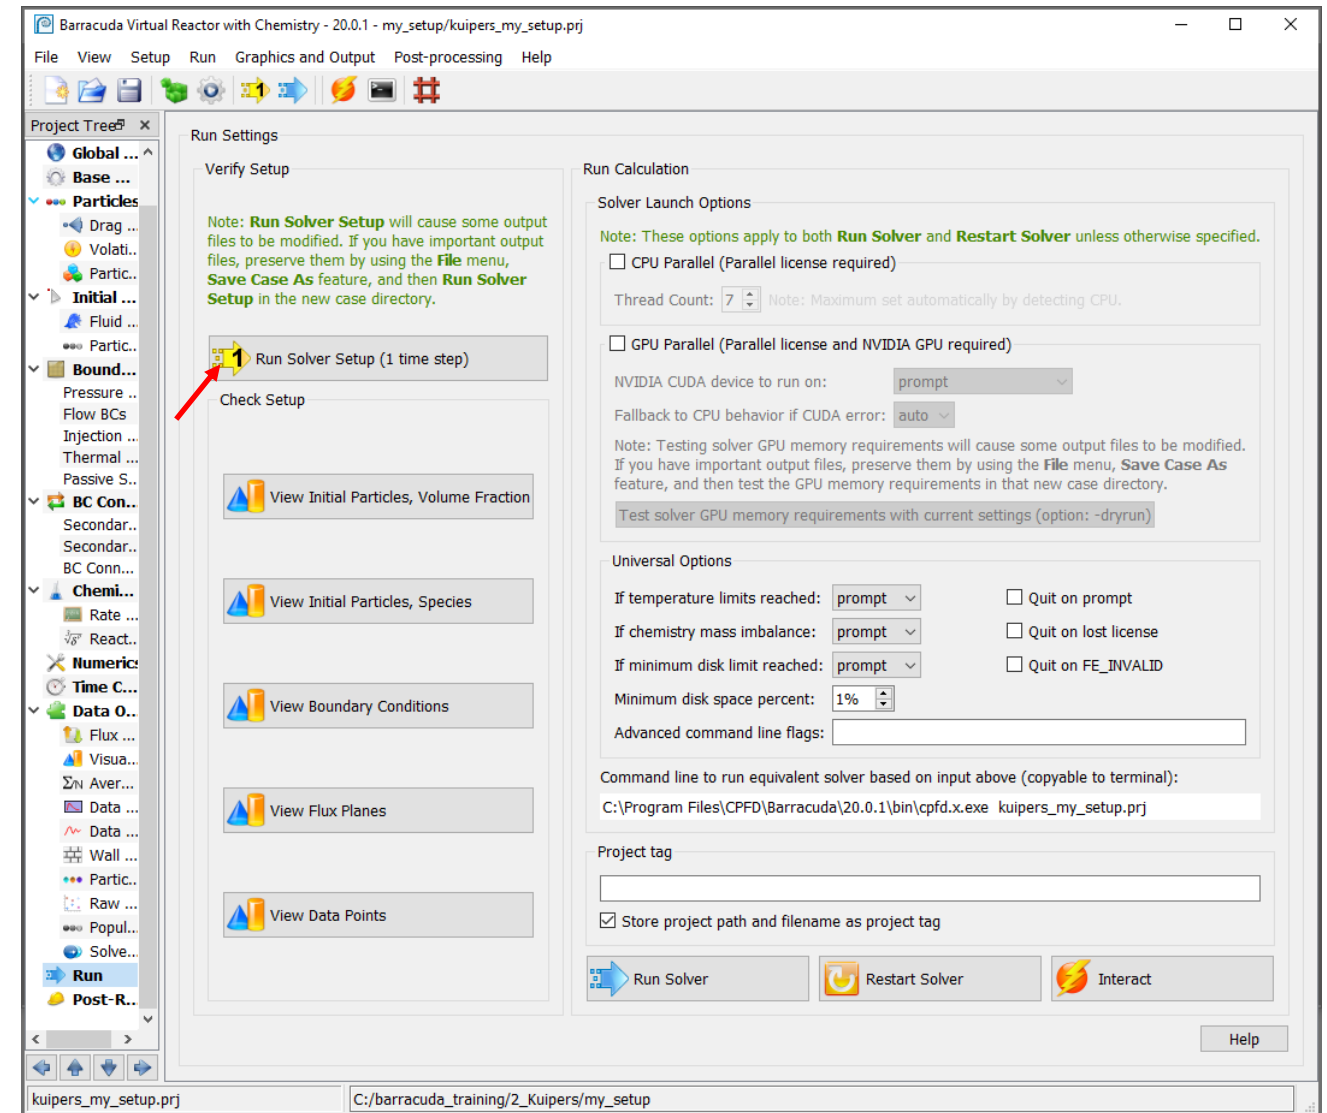 Barracuda Virtual Reactor with Chemistry - 20.0.1 - my_setup/kuipers_my_setup.prj
File View Setup Run Graphics and Output Post-processing Help
Project Tree
Global ...
Base ...
Particles
Drag ...
Volati..
Partic..
Initial ...
Fluid ...
Partic..
Bound...
Pressure ..
Flow BCs
Injection ...
Thermal ...
Passive S..
BC Con...
Secondar..
Secondar..
BC Conn...
Chemi...
Rate ...
React..
Numerics
Time C...
Data O...
Flux ...
Visua...
Σ/N Aver...
Data ...
Data ...
Wall ...
Partic..
Raw ...
Popul...
Solve...
Run
Post-R...
Run Settings
Verify Setup
Note: Run Solver Setup will cause some output
files to be modified. If you have important output
files, preserve them by using the File menu,
Save Case As feature, and then Run Solver
Setup in the new case directory.
1 Run Solver Setup (1 time step)
Check Setup
View Initial Particles, Volume Fraction
View Initial Particles, Species
View Boundary Conditions
View Flux Planes
View Data Points
Run Calculation
Solver Launch Options
Note: These options apply to both Run Solver and Restart Solver unless otherwise specified.
CPU Parallel (Parallel license required)
Thread Count: 7 Note: Maximum set automatically by detecting CPU.
GPU Parallel (Parallel license and NVIDIA GPU required)
NVIDIA CUDA device to run on: prompt
Fallback to CPU behavior if CUDA error: auto
Note: Testing solver GPU memory requirements will cause some output files to be modified.
If you have important output files, preserve them by using the File menu, Save Case As
feature, and then test the GPU memory requirements in that new case directory.
Test solver GPU memory requirements with current settings (option: -dryrun)
Universal Options
If temperature limits reached: prompt Quit on prompt
If chemistry mass imbalance: prompt Quit on lost license
If minimum disk limit reached: prompt Quit on FE_INVALID
Minimum disk space percent: 1%
Advanced command line flags:
Command line to run equivalent solver based on input above (copyable to terminal):
C:\Program Files\CPFD\Barracuda\20.0.1\bin\cpfd.x.exe kuipers_my_setup.prj
Project tag
Store project path and filename as project tag
Run Solver Restart Solver Interact
Help
kuipers_my_setup.prj C:/barracuda_training/2_Kuipers/my_setup